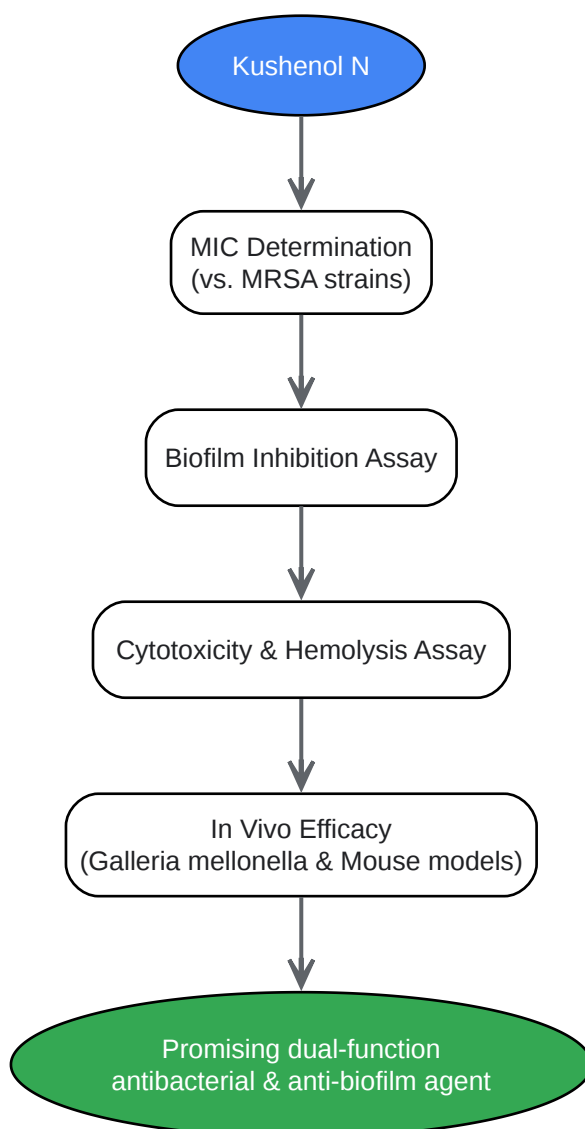 Kushenol N
MIC Determination
(vs. MRSA strains)
Biofilm Inhibition Assay
Cytotoxicity & Hemolysis Assay
In Vivo Efficacy
(Galleria mellonella & Mouse models)
Promising dual-function
antibacterial & anti-biofilm agent